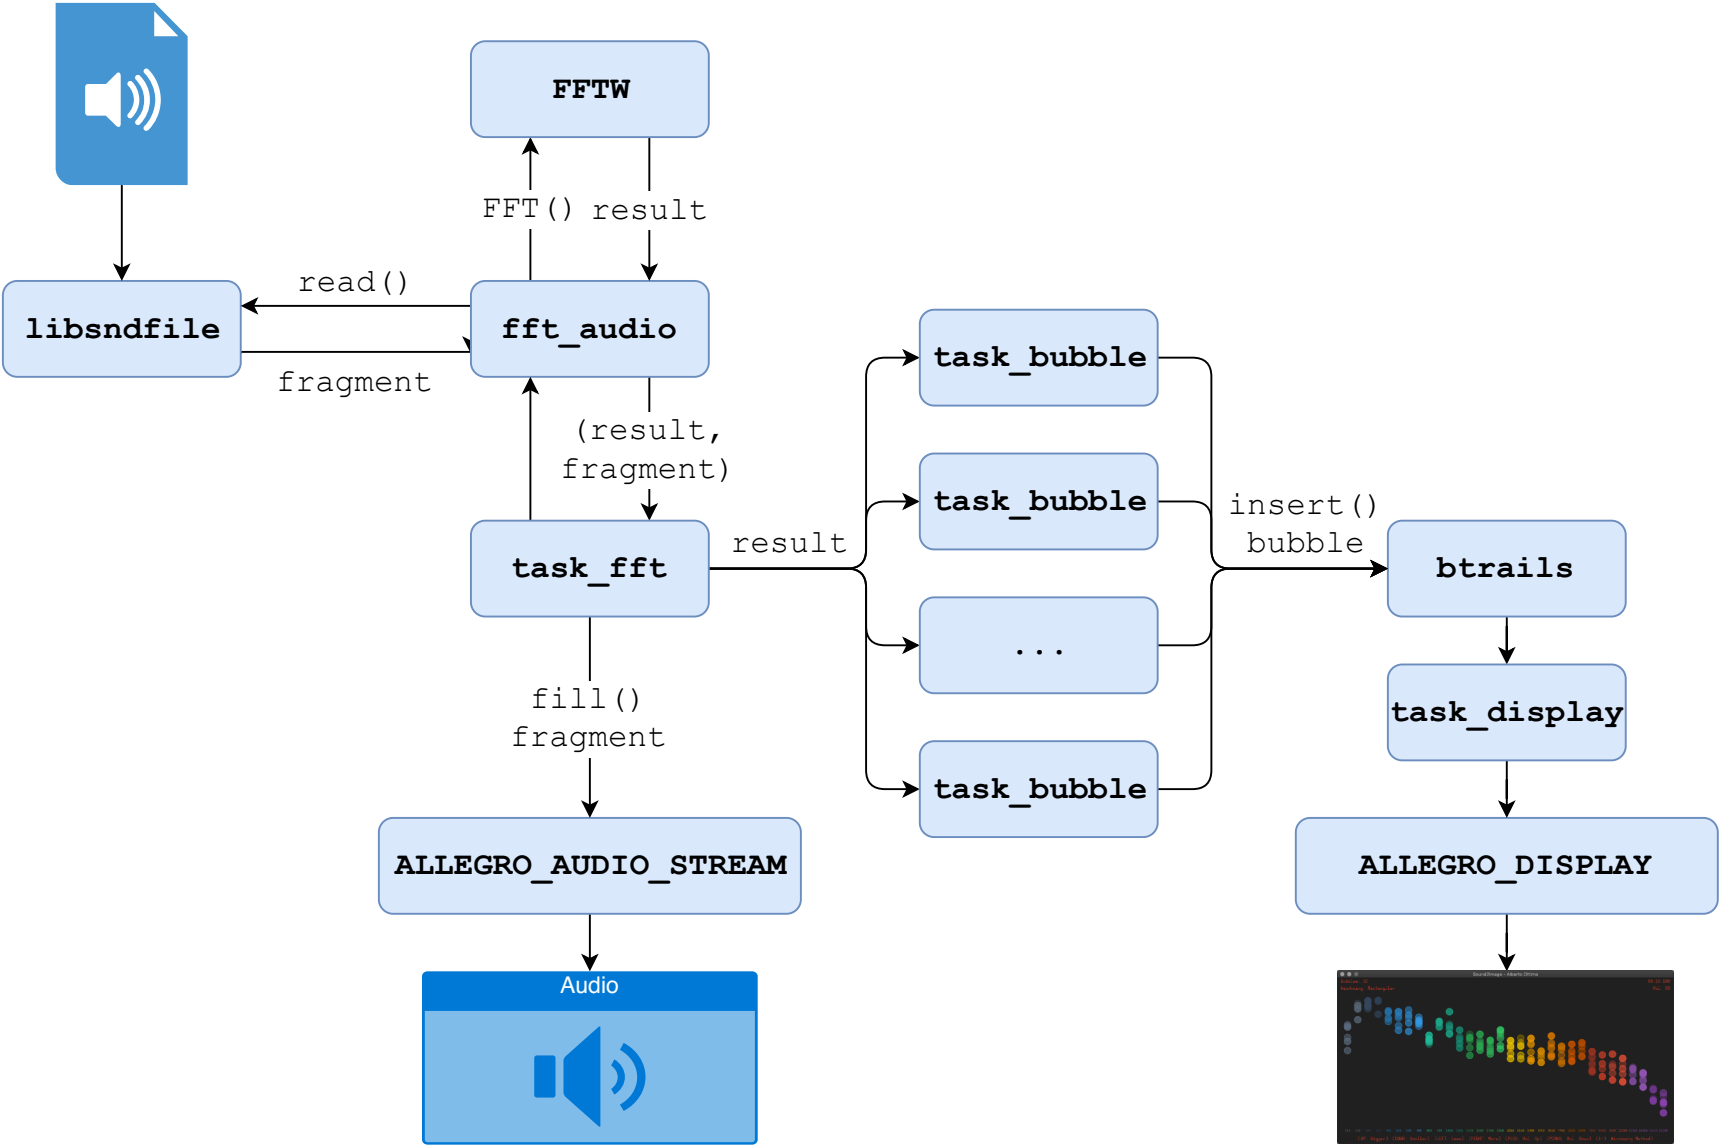 FFTW
FFT()
result
read()
libsndfile
fft_audio
fragment
task_bubble
(result,
fragment)
task_bubble
insert()
bubble
result
task_fft
btrails
...
fill()
fragment
task_display
task_bubble
ALLEGRO_AUDIO_STREAM
ALLEGRO_DISPLAY
Audio